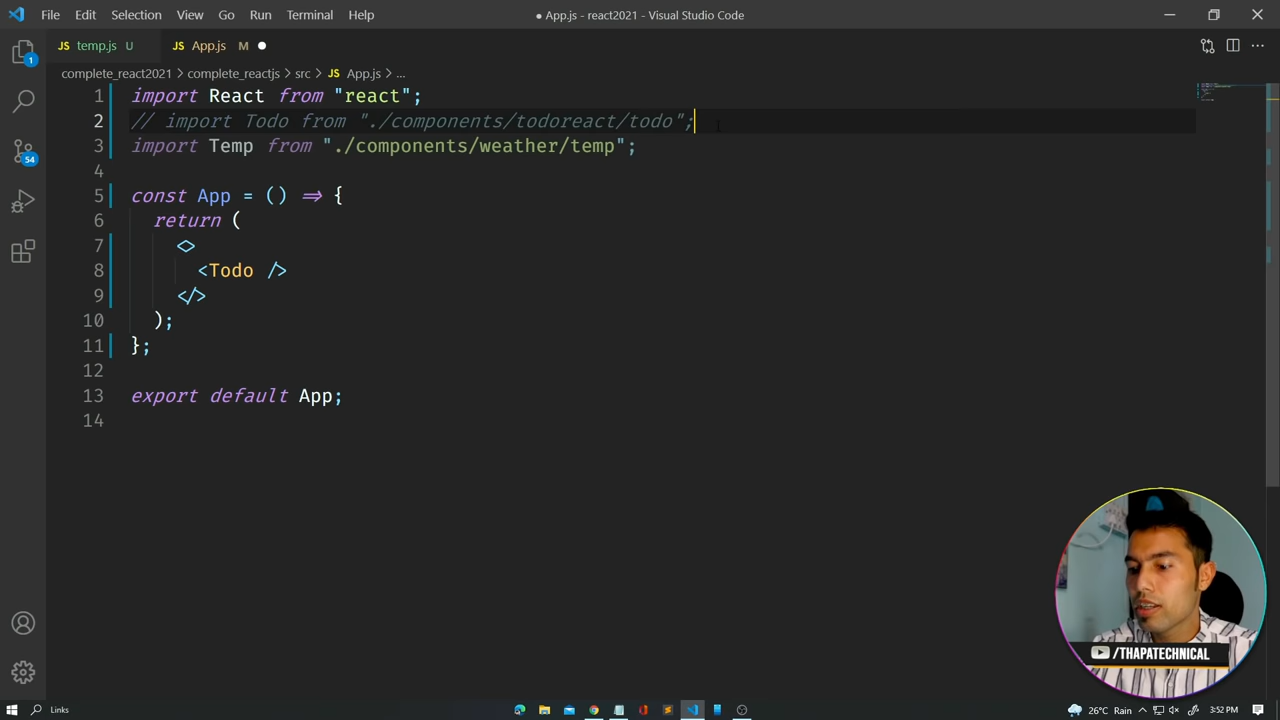 File Edit Selection View Go Run Terminal Help
● App.js - react2021 - Visual Studio Code
JS temp.js U JS App.js M
complete_react2021 > complete_reactjs > src > JS App.js > ...
1 import React from "react";
2 // import Todo from "./components/todoreact/todo";
3 import Temp from "./components/weather/temp";
4
5 const App = () => {
6 return (
7 <>
8 <Todo />
9 </>
10 );
11 };
12
13 export default App;
14
1
54
/THAPATECHNICAL
Links
26°C Rain
3:52 PM